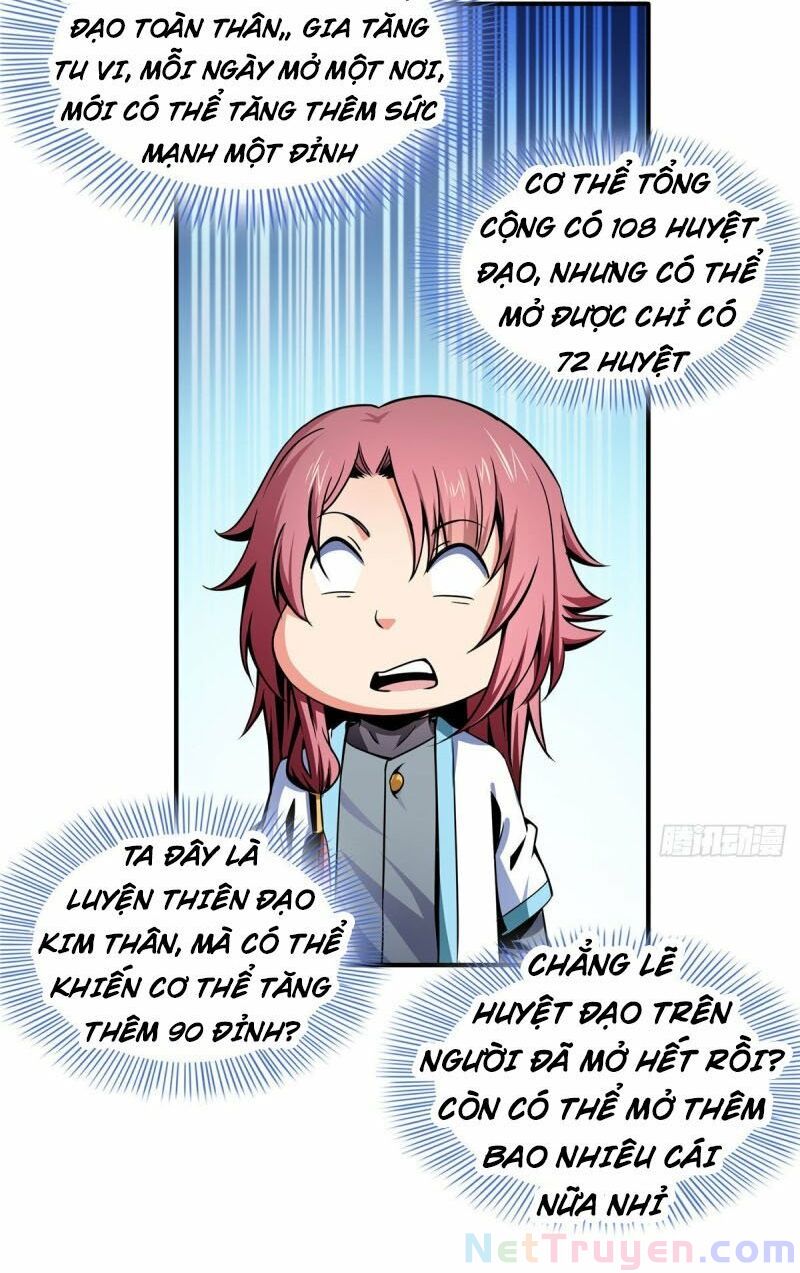 ĐẠO TOÀN THÂN,, GIA TĂNG
TU VI, MỖI NGÀY MỞ MỘT NƠI,
MỚI CÓ THỂ TĂNG THÊM SỨC
MẠNH MỘT ĐỈNH
CƠ THỂ TỔNG
CỘNG CÓ 108 HUYỆT
ĐẠO, NHƯNG CÓ THỂ
MỞ ĐƯỢC CHỈ CÓ
72 HUYỆT
腾讯动漫
TA ĐÂY LÀ
LUYỆN THIÊN ĐẠO
KIM THÂN, MÀ CÓ THỂ
KHIẾN CƠ THỂ TĂNG
THÊM 90 ĐỈNH?
CHẲNG LẼ
HUYỆT ĐẠO TRÊN
NGƯỜI ĐÃ MỞ HẾT RỒI?
CÒN CÓ THỂ MỞ THÊM
BAO NHIÊU CÁI
NỮA NHỈ
NetTruyen.com